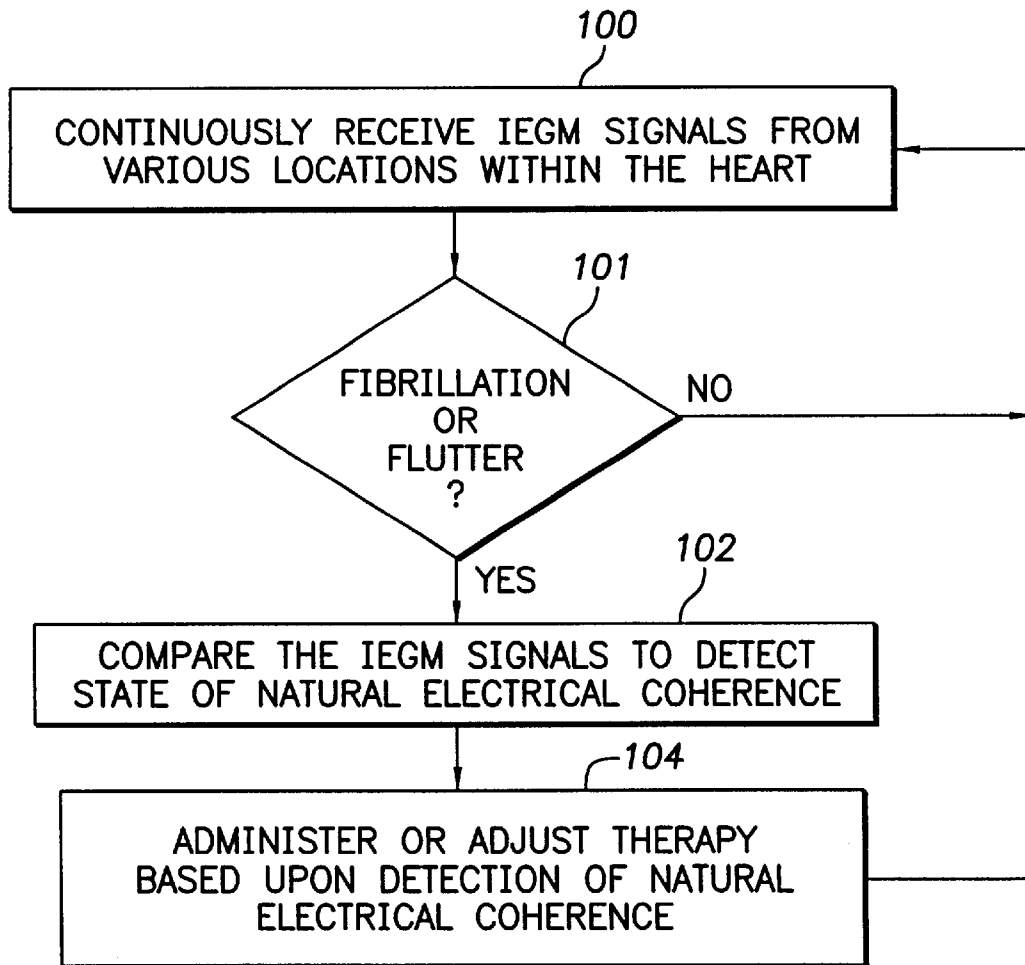 100
CONTINUOUSLY RECEIVE IEGM SIGNALS FROM
VARIOUS LOCATIONS WITHIN THE HEART
101
FIBRILLATION
OR
FLUTTER
?
NO
YES
102
COMPARE THE IEGM SIGNALS TO DETECT
STATE OF NATURAL ELECTRICAL COHERENCE
104
ADMINISTER OR ADJUST THERAPY
BASED UPON DETECTION OF NATURAL
ELECTRICAL COHERENCE